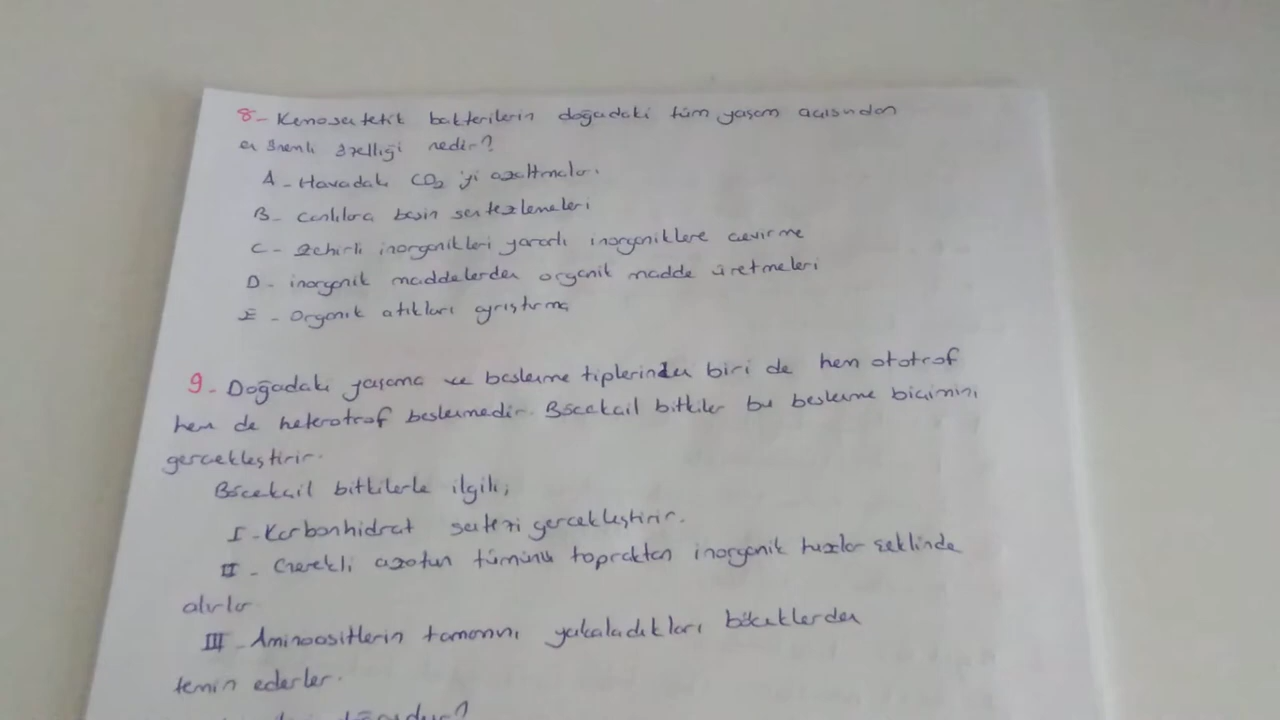 8- Kemosentetik bakterilerin doğadaki tüm yaşam açısından
en önemli özelliği nedir?
A - Havadaki CO2 'yi azaltmaları.
B - canlılara besin sentezlemeleri
C - zehirli inorganikleri yararlı inorganiklere çevirme
D - inorganik maddelerden organik madde üretmeleri
E - organik atıkları ayrıştırma
9- Doğadaki yaşama ve beslenme tiplerinden biri de hem ototrof
hem de heterotrof beslenmedir. Böcekçil bitkiler bu beslenme biçimini
gerçekleştirir.
Böcekçil bitkilerle ilgili;
I - Karbonhidrat sentezi gerçekleştirir.
II - Gerekli azotun tümünü topraktan inorganik tuzlar şeklinde
alırlar
III - Aminoasitlerin tamamını yakaladıkları böceklerden
temin ederler.
doğrudur?